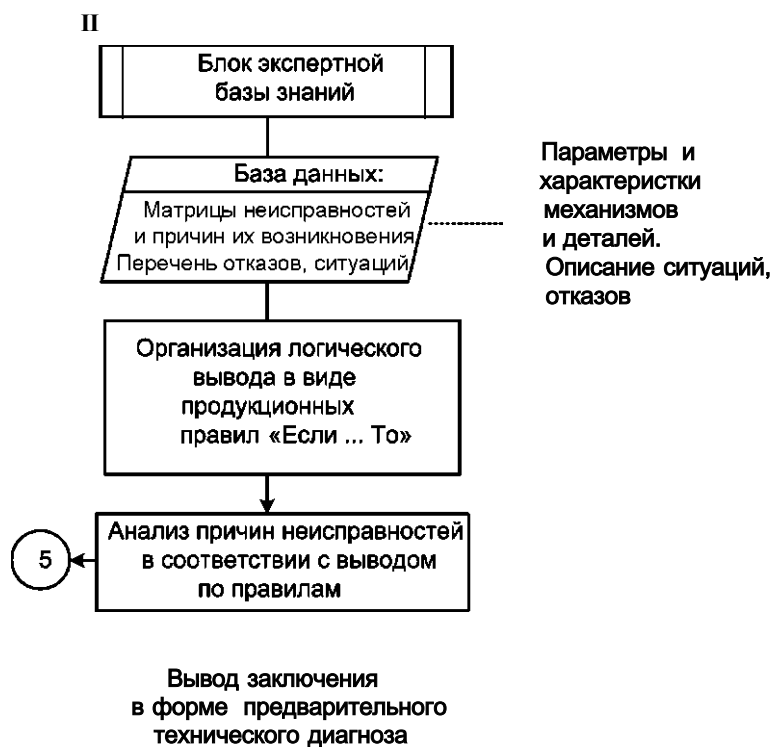 II
Блок экспертной
базы знаний
База данных:
Матрицы неисправностей
и причин их возникновения
Перечень отказов, ситуаций
Параметры и
характеристки
механизмов
и деталей.
Описание ситуаций,
отказов
Организация логического
вывода в виде
продукционных
правил «Если ... То»
Анализ причин неисправностей
в соответствии с выводом
по правилам
5
Вывод заключения
в форме предварительного
технического диагноза